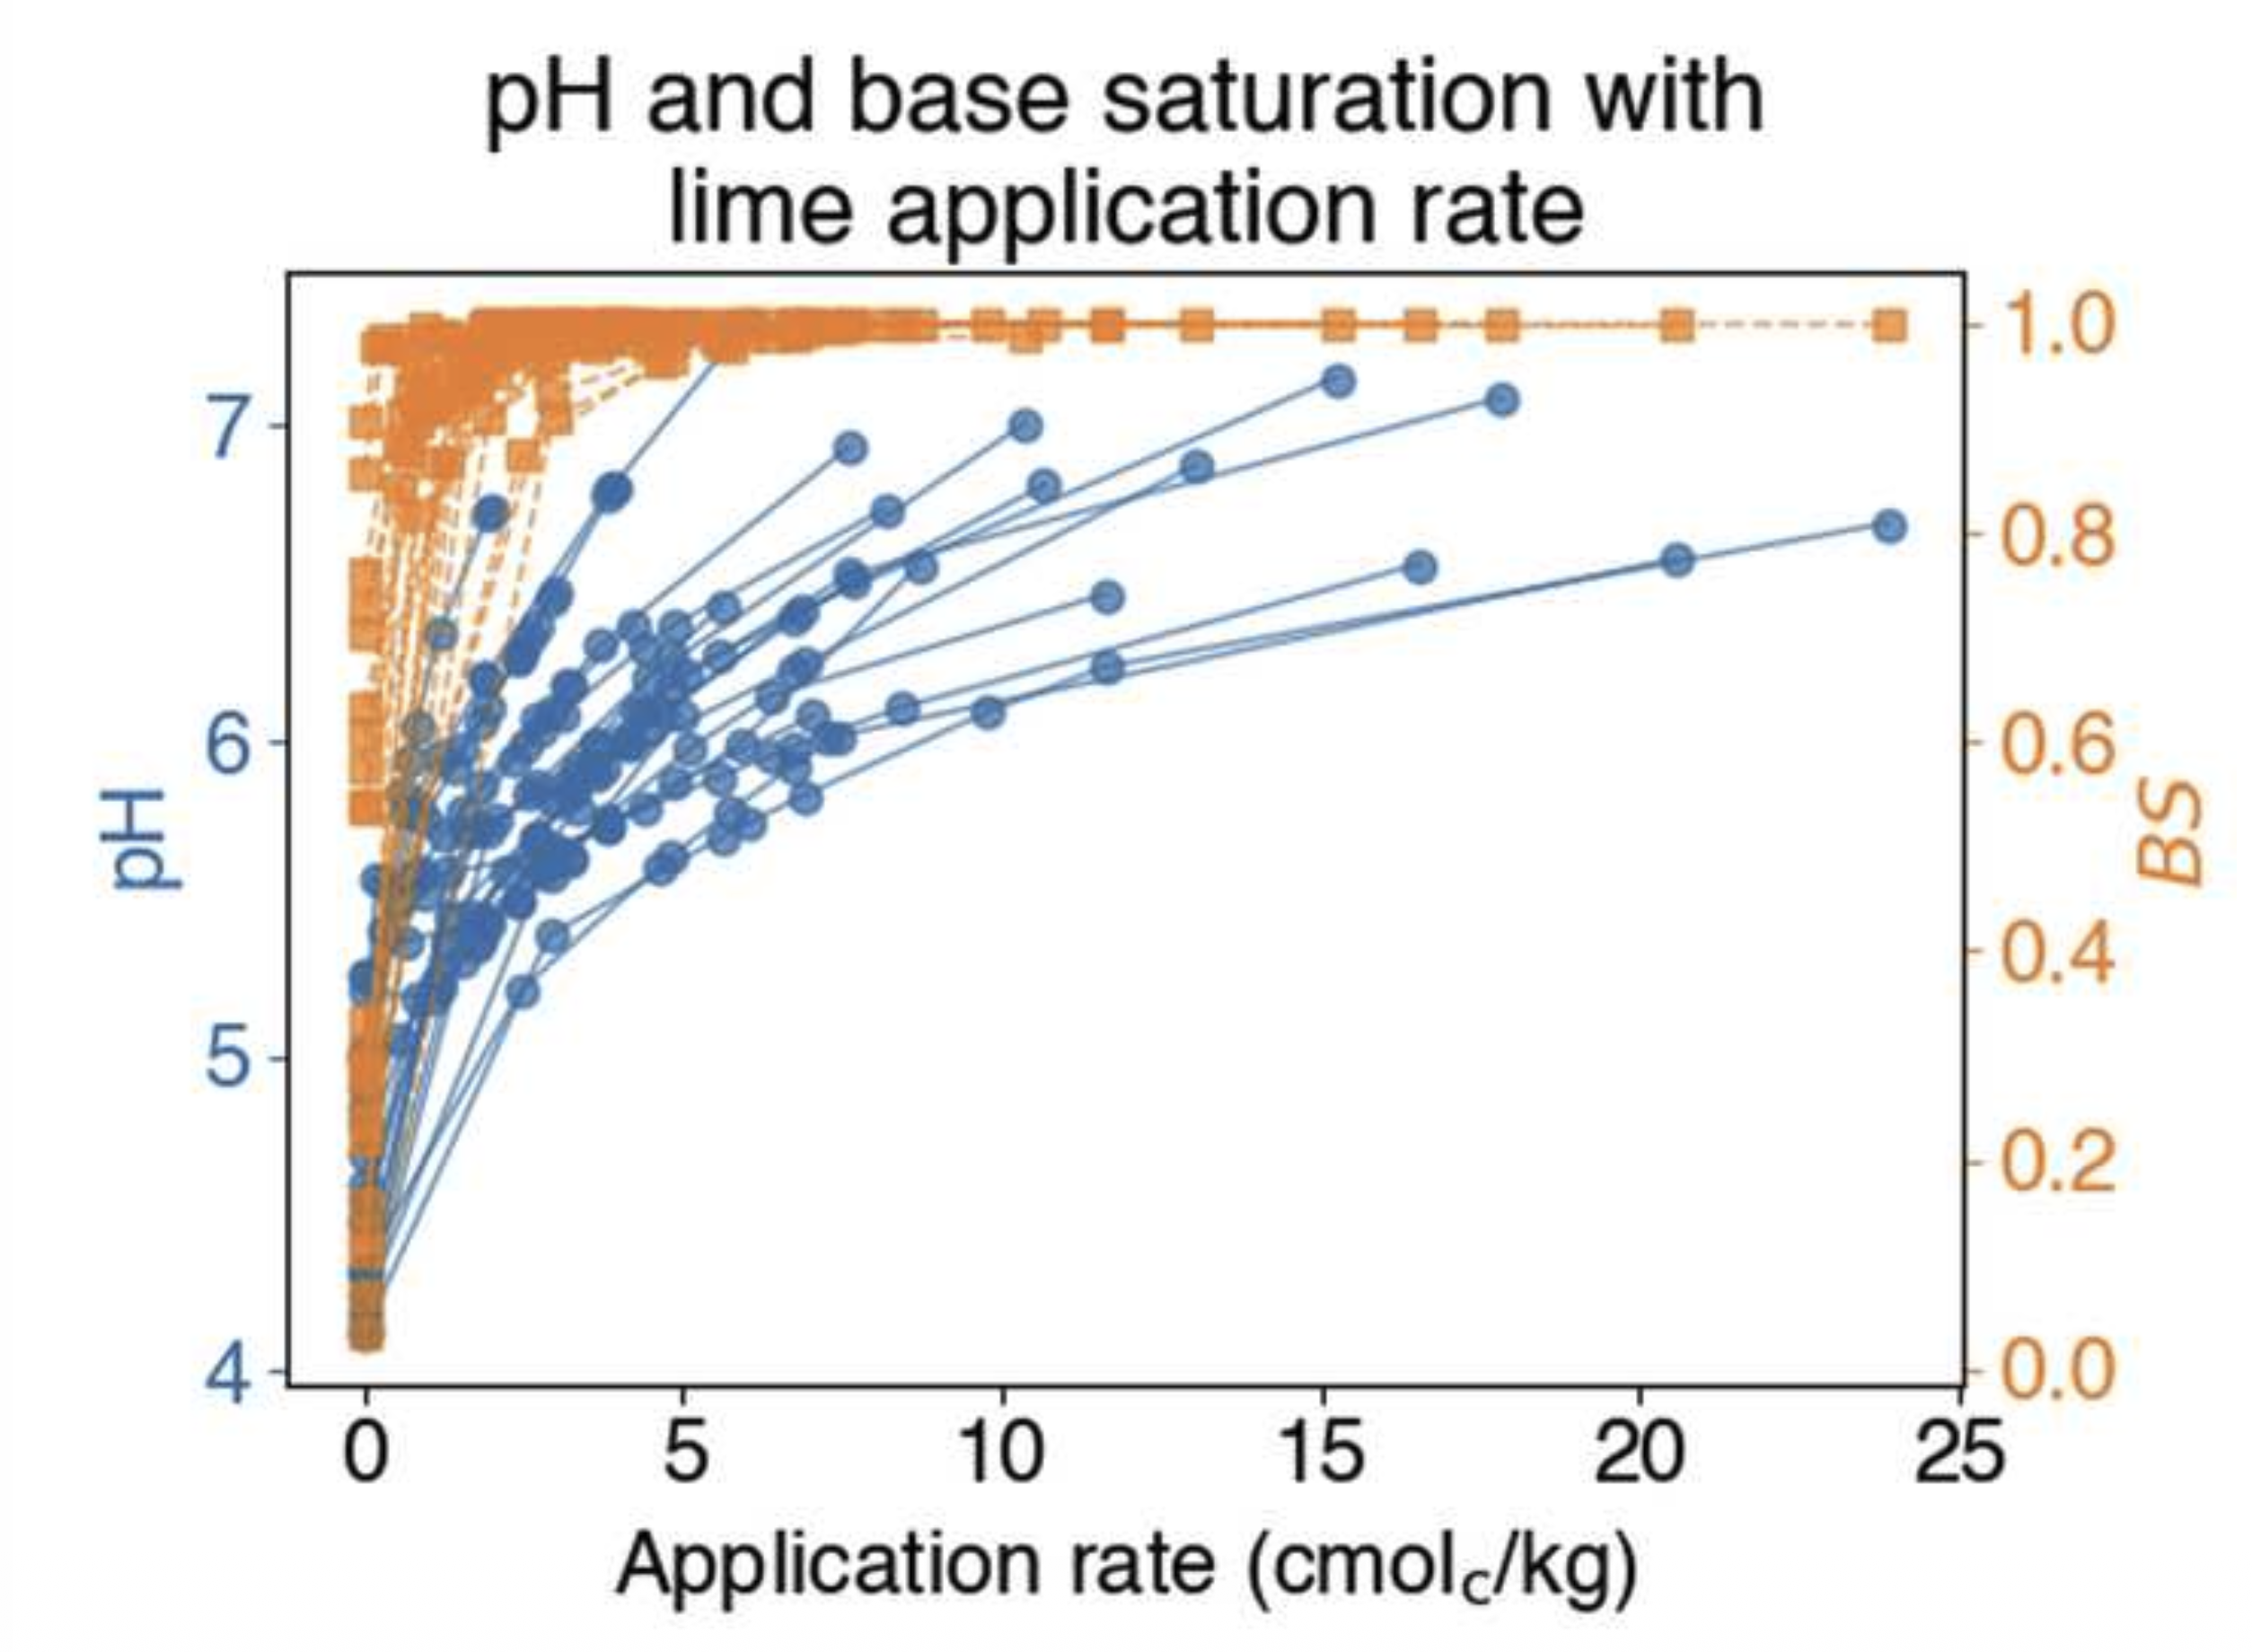 pH and base saturation with
lime application rate
7
6
5
4
pH
1.0
0.8
0.6
0.4
0.2
0.0
BS
0 5 10 15 20 25
Application rate (cmolc/kg)